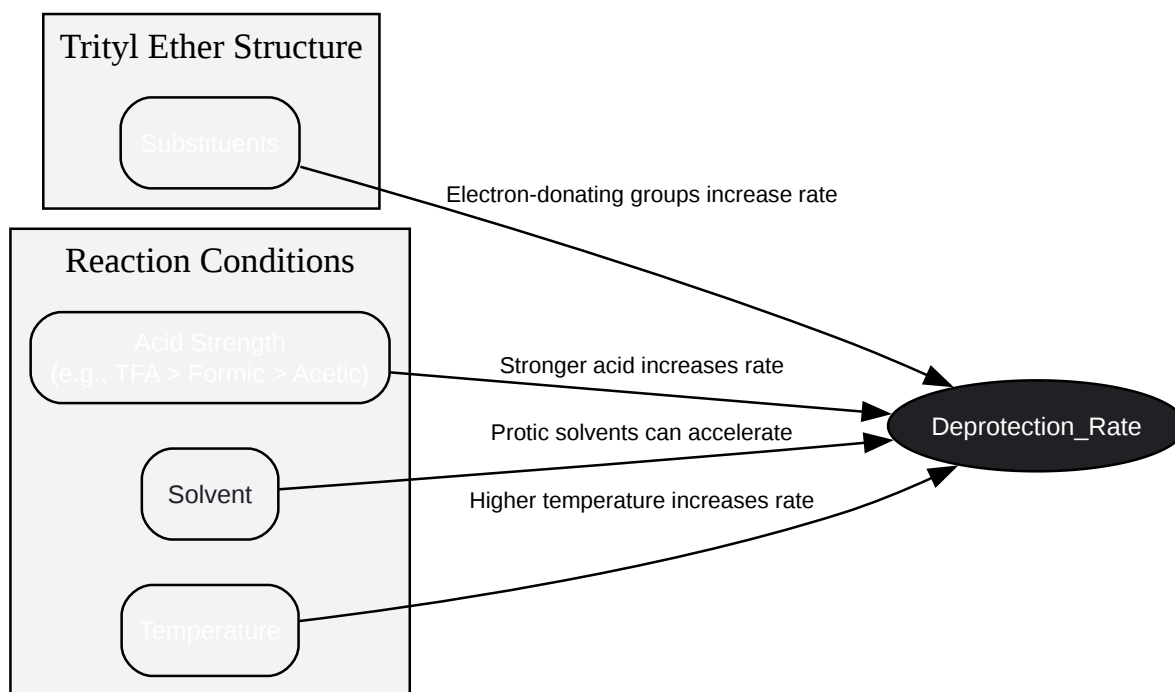 Trityl Ether Structure
Substituents
Electron-donating groups increase rate
Reaction Conditions
Acid Strength
(e.g., TFA > Formic > Acetic)
Stronger acid increases rate
Deprotection_Rate
Protic solvents can accelerate
Solvent
Higher temperature increases rate
Temperature